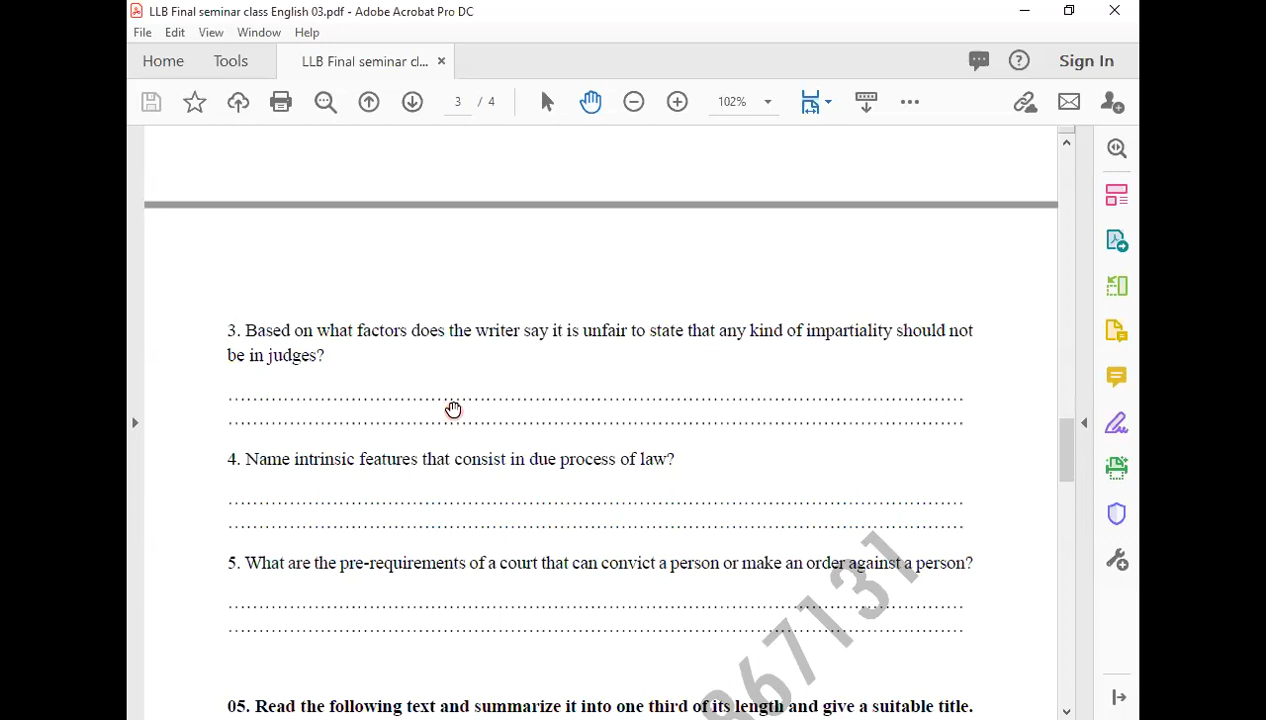 LLB Final seminar class English 03.pdf - Adobe Acrobat Pro DC
File Edit View Window Help
Home Tools LLB Final seminar cl... × Sign In
3 / 4 102%
3. Based on what factors does the writer say it is unfair to state that any kind of impartiality should not
be in judges?
4. Name intrinsic features that consist in due process of law?
5. What are the pre-requirements of a court that can convict a person or make an order against a person?
867131
05. Read the following text and summarize it into one third of its length and give a suitable title.